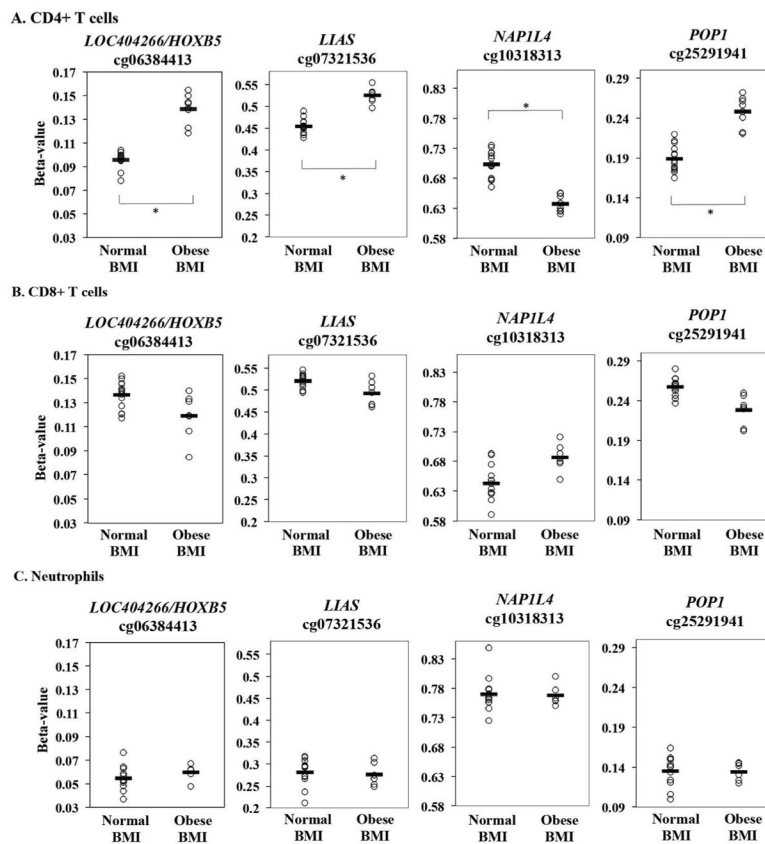 A. CD4+ T cells
LOC404266/HOXB5
cg06384413
LIAS
cg07321536
NAP1L4
cg10318313
POP1
cg25291941
Beta-value
0.17
0.15
0.13
0.11
0.09
0.07
0.05
0.03
*
Normal BMI
Obese BMI
0.55
0.5
0.45
0.4
0.35
0.3
0.25
0.2
*
Normal BMI
Obese BMI
0.83
0.78
0.73
0.68
0.63
0.58
*
Normal BMI
Obese BMI
0.29
0.24
0.19
0.14
0.09
*
Normal BMI
Obese BMI
B. CD8+ T cells
LOC404266/HOXB5
cg06384413
LIAS
cg07321536
NAP1L4
cg10318313
POP1
cg25291941
Beta-value
0.17
0.15
0.13
0.11
0.09
0.07
0.05
0.03
Normal BMI
Obese BMI
0.55
0.5
0.45
0.4
0.35
0.3
0.25
0.2
Normal BMI
Obese BMI
0.83
0.78
0.73
0.68
0.63
0.58
Normal BMI
Obese BMI
0.29
0.24
0.19
0.14
0.09
Normal BMI
Obese BMI
C. Neutrophils
LOC404266/HOXB5
cg06384413
LIAS
cg07321536
NAP1L4
cg10318313
POP1
cg25291941
Beta-value
0.17
0.15
0.13
0.11
0.09
0.07
0.05
0.03
Normal BMI
Obese BMI
0.55
0.5
0.45
0.4
0.35
0.3
0.25
0.2
Normal BMI
Obese BMI
0.83
0.78
0.73
0.68
0.63
0.58
Normal BMI
Obese BMI
0.29
0.24
0.19
0.14
0.09
Normal BMI
Obese BMI